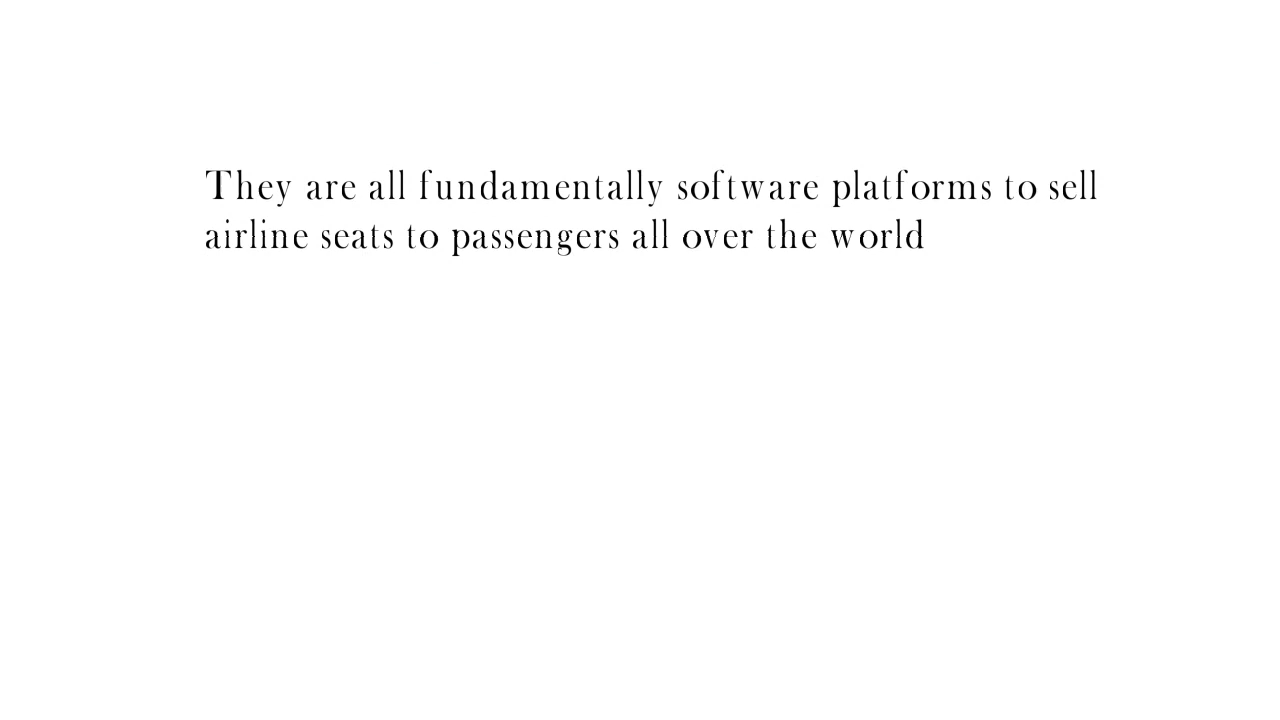 They are all fundamentally software platforms to sell
airline seats to passengers all over the world